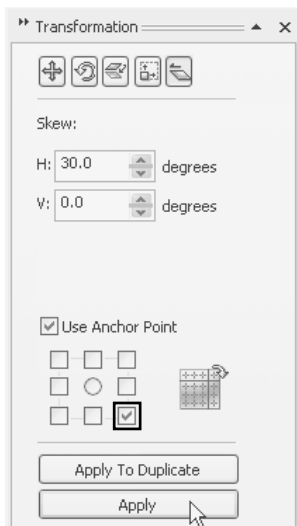 Transformation
Skew:
H: 30.0 degrees
V: 0.0 degrees
Use Anchor Point
Apply To Duplicate
Apply